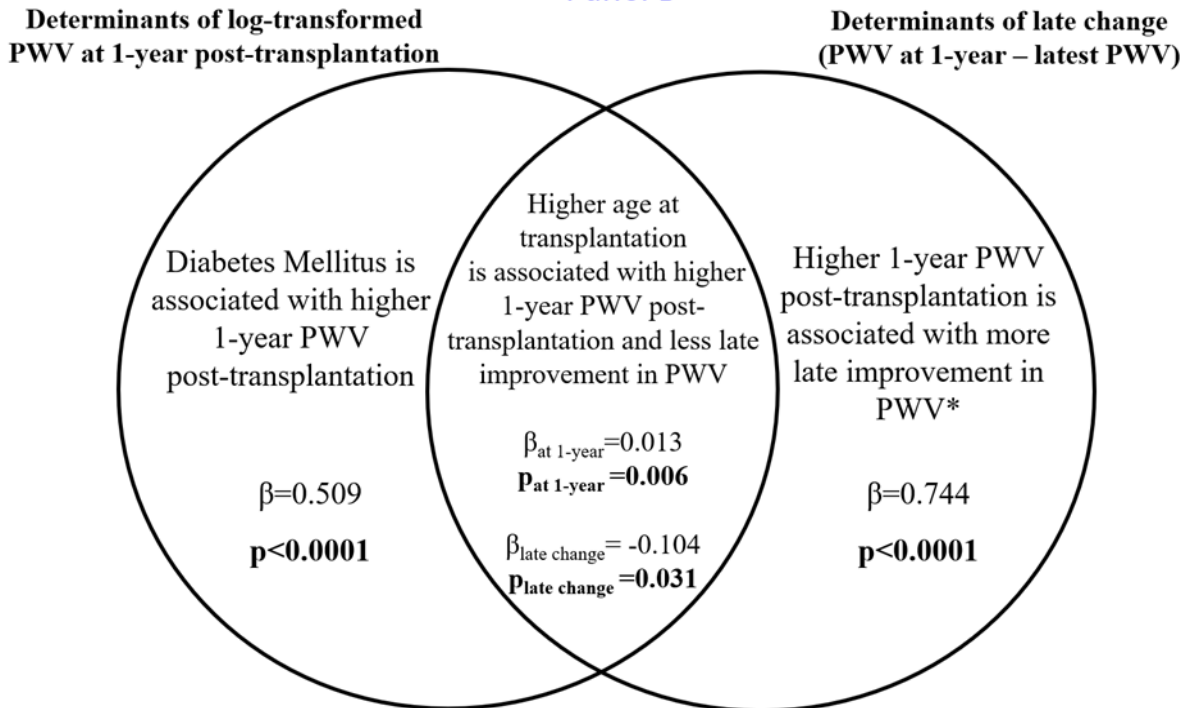 Determinants of log-transformed
PWV at 1-year post-transplantation
Determinants of late change
(PWV at 1-year – latest PWV)
Diabetes Mellitus is
associated with higher
1-year PWV
post-transplantation
β=0.509
p<0.0001
Higher age at
transplantation
is associated with higher
1-year PWV post-
transplantation and less late
improvement in PWV
βat 1-year=0.013
pat 1-year =0.006
βlate change= -0.104
plate change =0.031
Higher 1-year PWV
post-transplantation is
associated with more
late improvement in
PWV*
β=0.744
p<0.0001